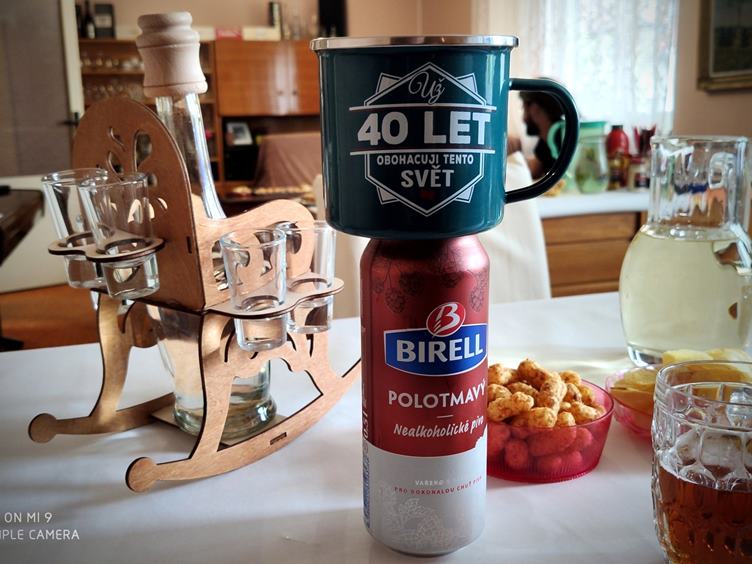 Už
40 LET
OBOHACUJI TENTO
SVĚT
B
BIRELL
POLOTMAVÝ
Nealkoholické pivo
VAŘENO
PRO DOKONALOU CHUŤ PIVA
ON MI 9
PLE CAMERA